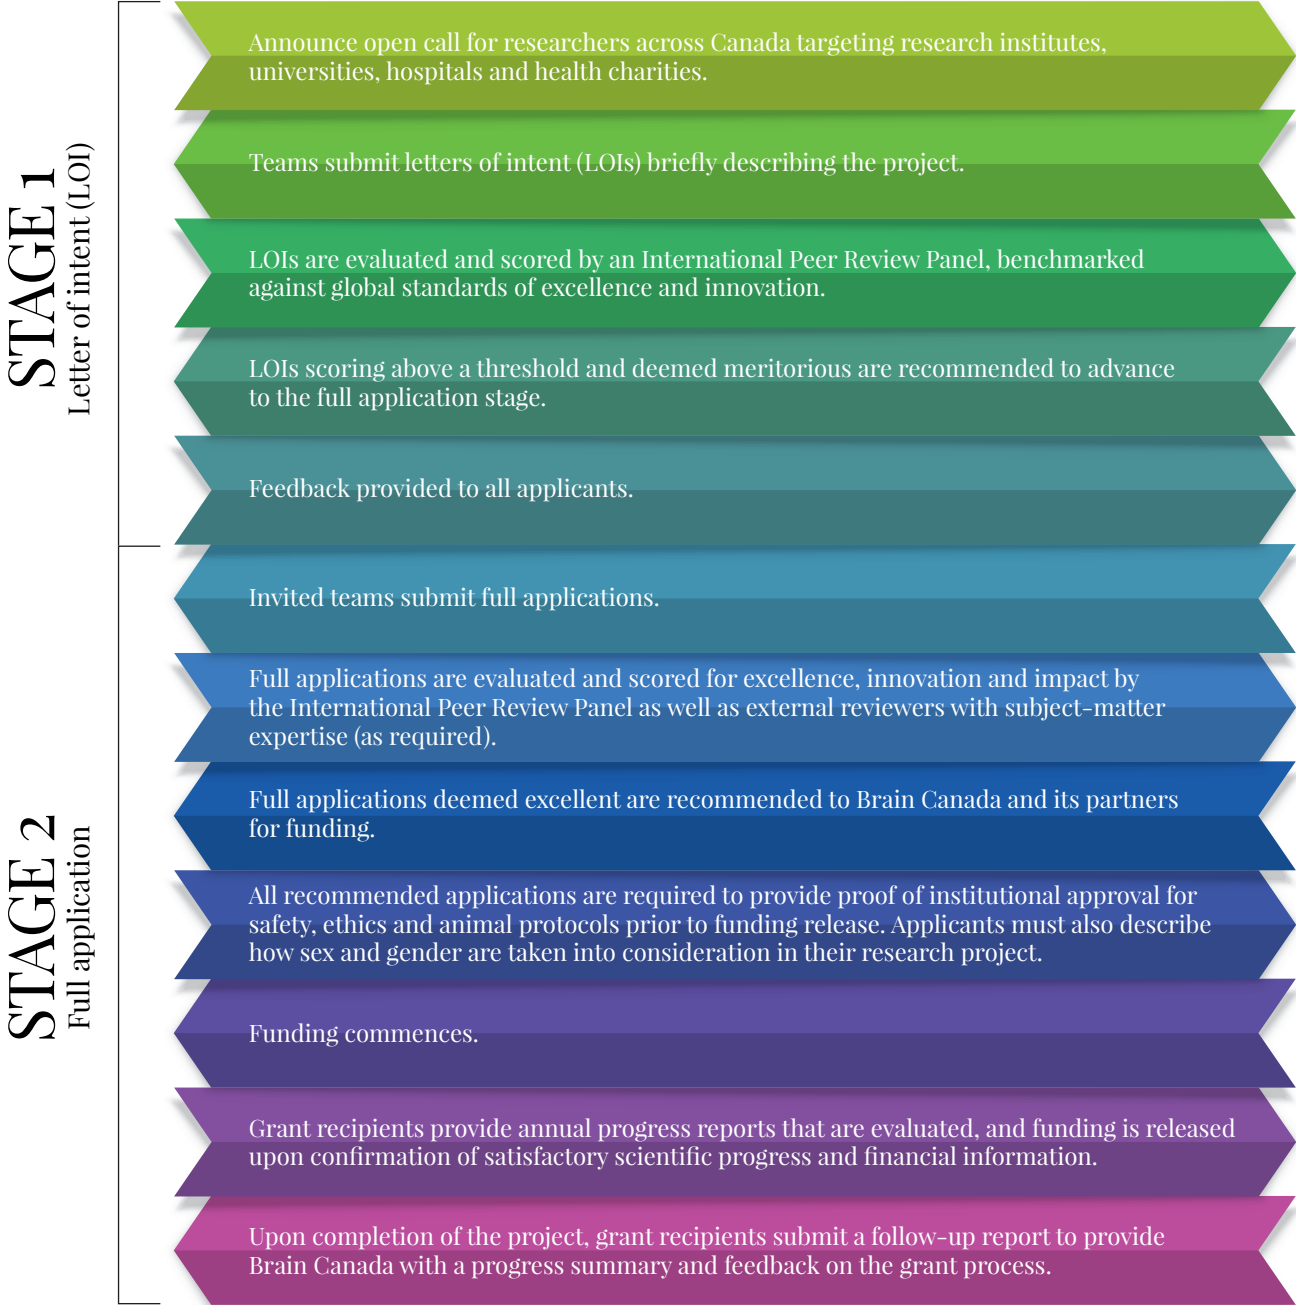 STAGE 1
Letter of intent (LOI)
Announce open call for researchers across Canada targeting research institutes,
universities, hospitals and health charities.
Teams submit letters of intent (LOIs) briefly describing the project.
LOIs are evaluated and scored by an International Peer Review Panel, benchmarked
against global standards of excellence and innovation.
LOIs scoring above a threshold and deemed meritorious are recommended to advance
to the full application stage.
Feedback provided to all applicants.
STAGE 2
Full application
Invited teams submit full applications.
Full applications are evaluated and scored for excellence, innovation and impact by
the International Peer Review Panel as well as external reviewers with subject-matter
expertise (as required).
Full applications deemed excellent are recommended to Brain Canada and its partners
for funding.
All recommended applications are required to provide proof of institutional approval for
safety, ethics and animal protocols prior to funding release. Applicants must also describe
how sex and gender are taken into consideration in their research project.
Funding commences.
Grant recipients provide annual progress reports that are evaluated, and funding is released
upon confirmation of satisfactory scientific progress and financial information.
Upon completion of the project, grant recipients submit a follow-up report to provide
Brain Canada with a progress summary and feedback on the grant process.